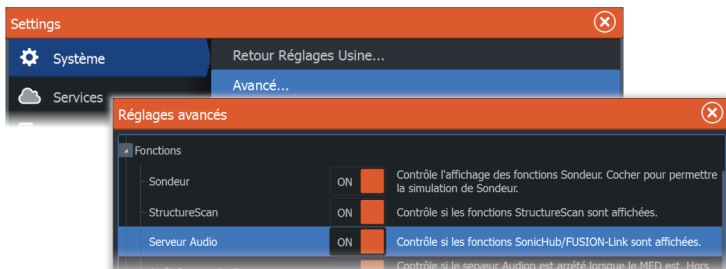 Settings
Système
Retour Réglages Usine...
Services
Avancé...
Réglages avancés
Fonctions
Sondeur
ON
Contrôle l'affichage des fonctions Sondeur. Cocher pour permettre
la simulation de Sondeur.
StructureScan
ON
Contrôle si les fonctions StructureScan sont affichées.
Serveur Audio
ON
Contrôle si les fonctions SonicHub/FUSION-Link sont affichées.
Contrôle si le serveur Audion est arrêté lorsque le MFD est. Hors